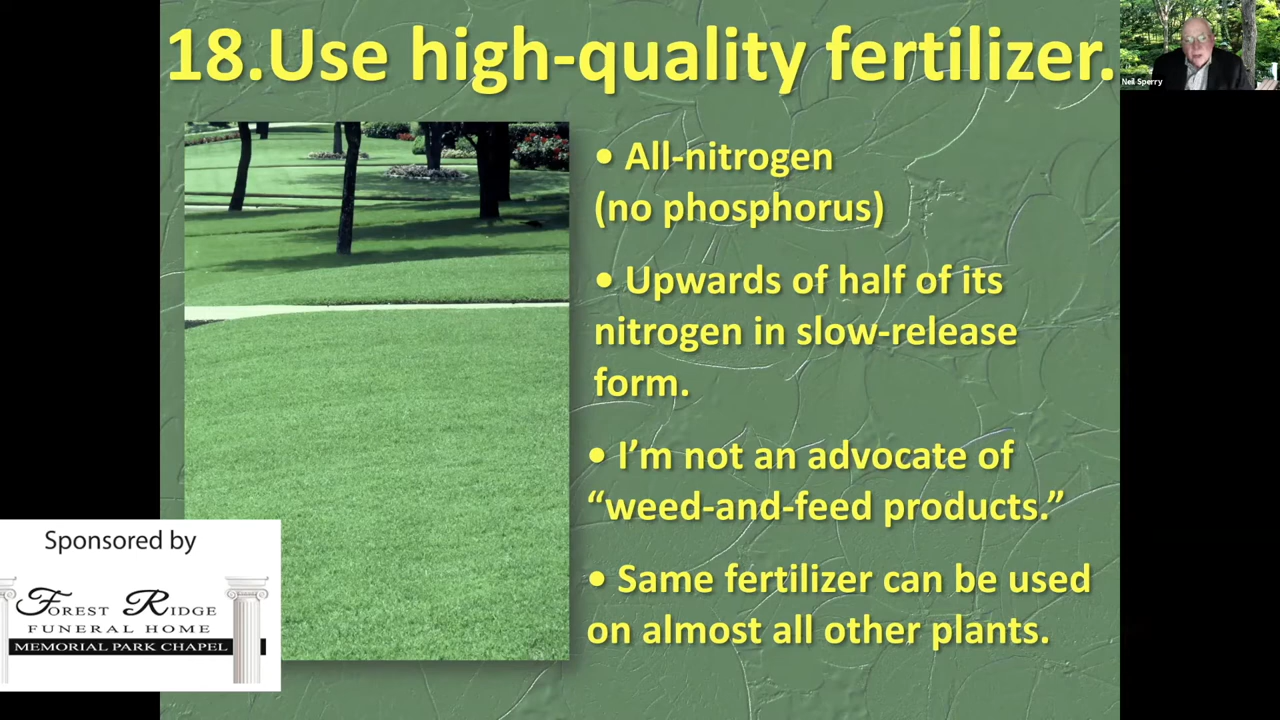 18.Use high-quality fertilizer.
Neil Sperry
• All-nitrogen
(no phosphorus)
• Upwards of half of its
nitrogen in slow-release
form.
• I’m not an advocate of
“weed-and-feed products.”
• Same fertilizer can be used
on almost all other plants.
Sponsored by
Forest Ridge
FUNERAL HOME
MEMORIAL PARK CHAPEL